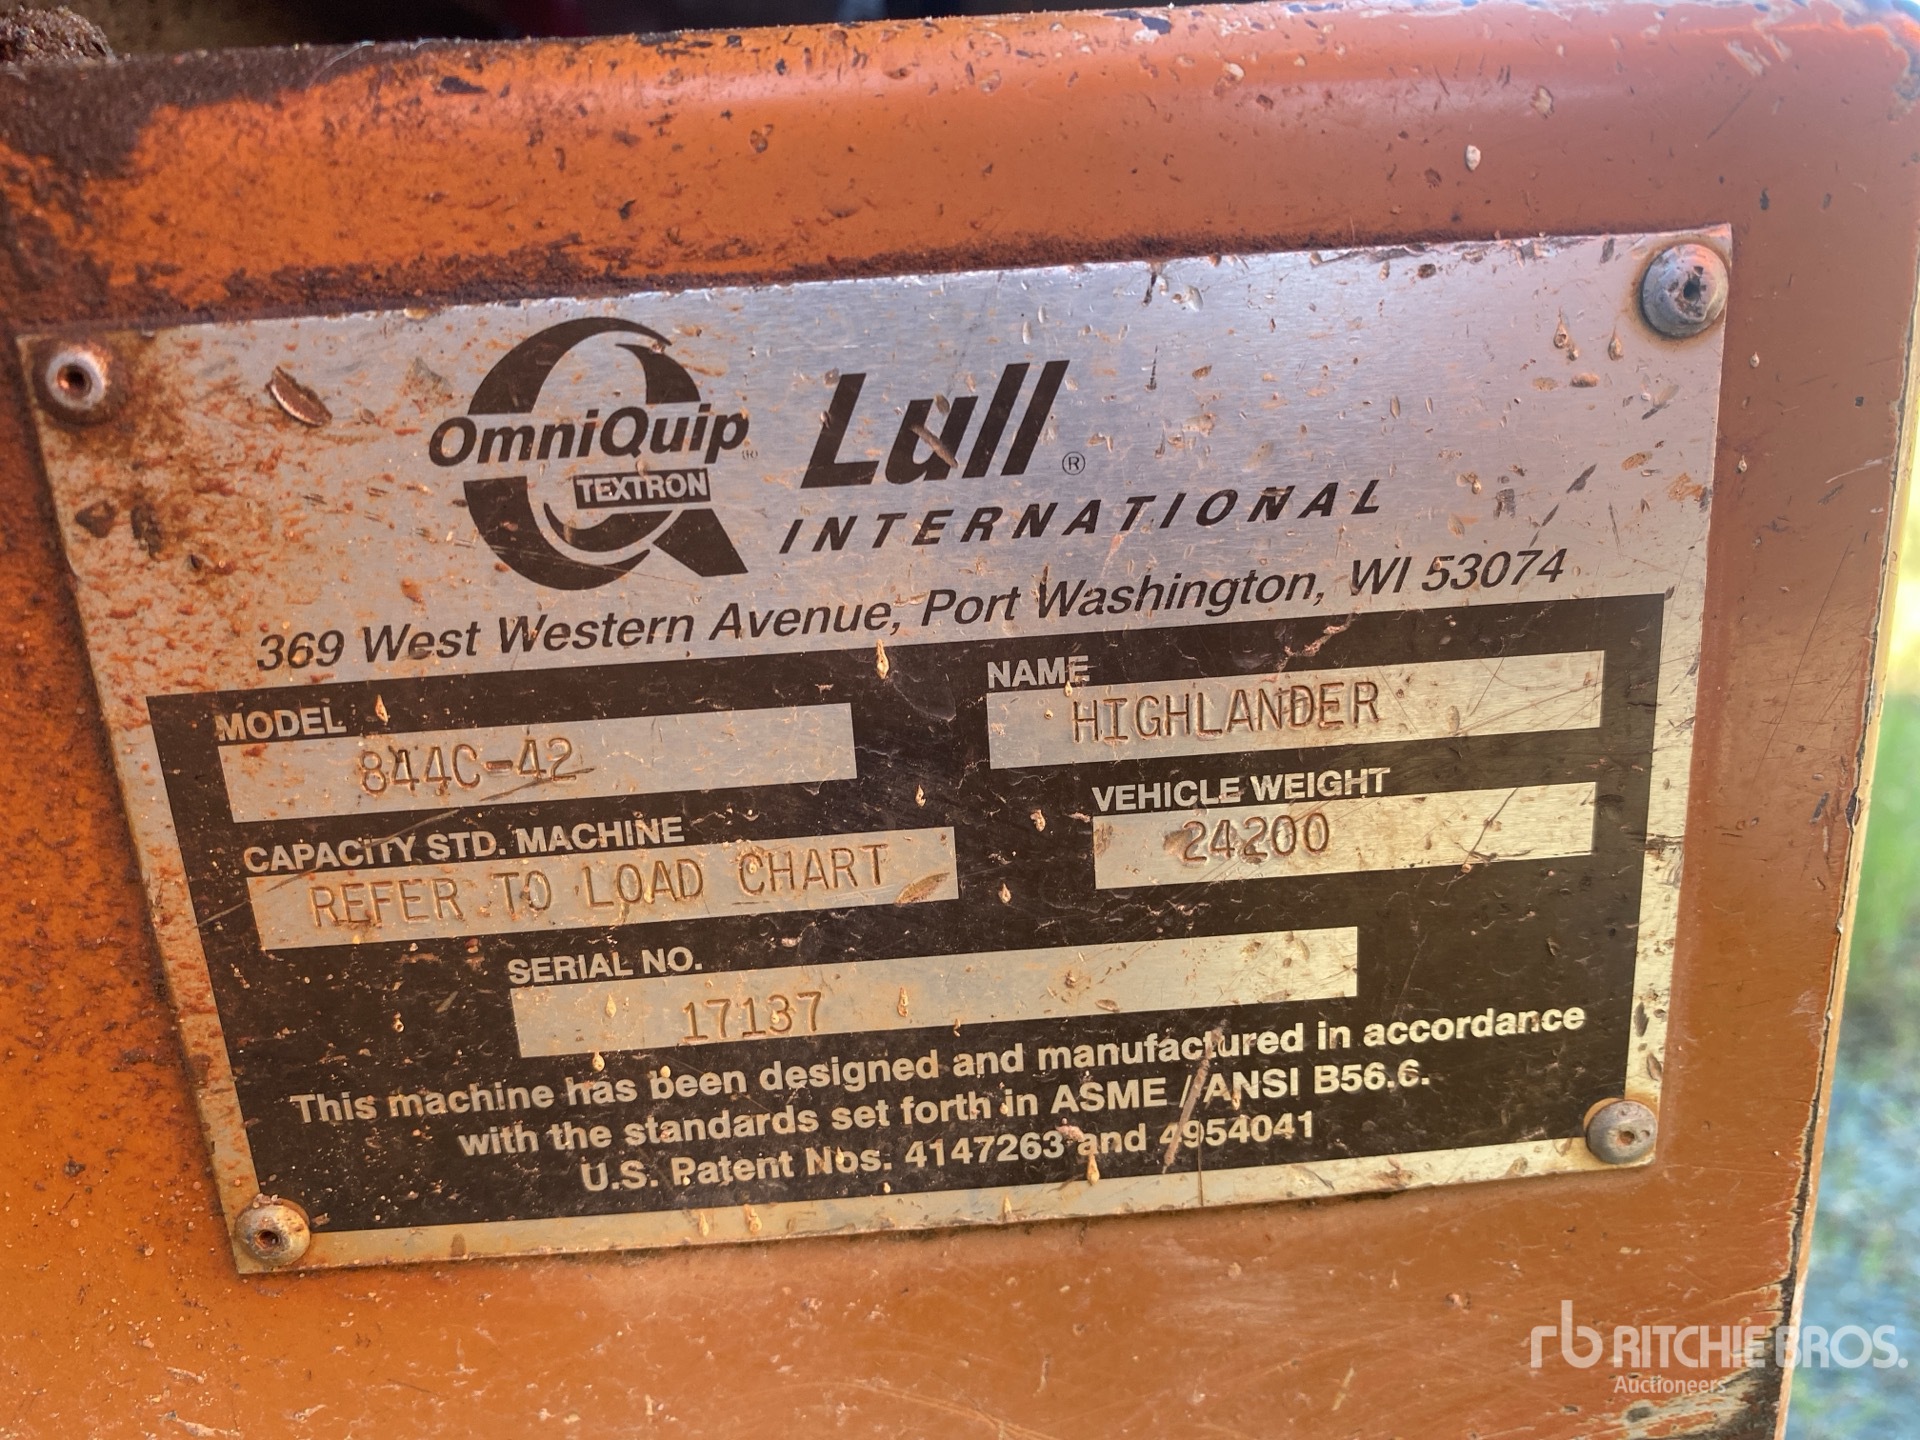 OmniQuip®
TEXTRON
Lull®
INTERNATIONAL
369 West Western Avenue, Port Washington, WI 53074
MODEL
844C-42
NAME
HIGHLANDER
CAPACITY STD. MACHINE
REFER TO LOAD CHART
VEHICLE WEIGHT
24200
SERIAL NO.
17137
This machine has been designed and manufactured in accordance
with the standards set forth in ASME / ANSI B56.6.
U.S. Patent Nos. 4147263 and 4954041
rb RITCHIE BROS.
Auctioneers